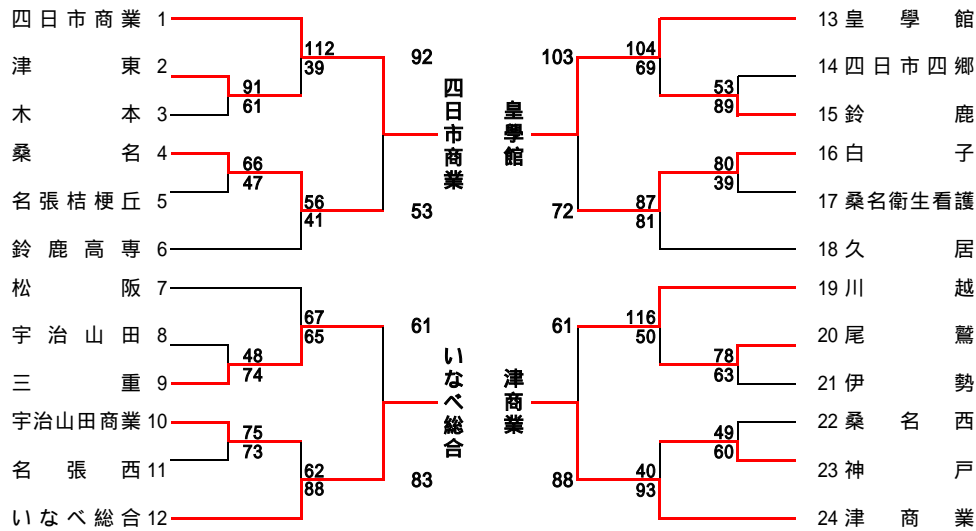 四日市商業 1
津東 2
木本 3
桑名 4
名張桔梗丘 5
鈴鹿高専 6
松阪 7
宇治山田 8
三重 9
宇治山田商業 10
名張西 11
いなべ総合 12
91
61
66
47
48
74
75
73
112
39
56
41
67
65
62
88
92
53
61
83
四日市商業
いなべ総合
皇學館
津商業
103
72
61
88
104
69
87
81
116
50
40
93
53
89
80
39
78
63
49
60
13 皇學館
14 四日市四郷
15 鈴鹿
16 白子
17 桑名衛生看護
18 久居
19 川越
20 尾鷲
21 伊勢
22 桑名西
23 神戸
24 津商業